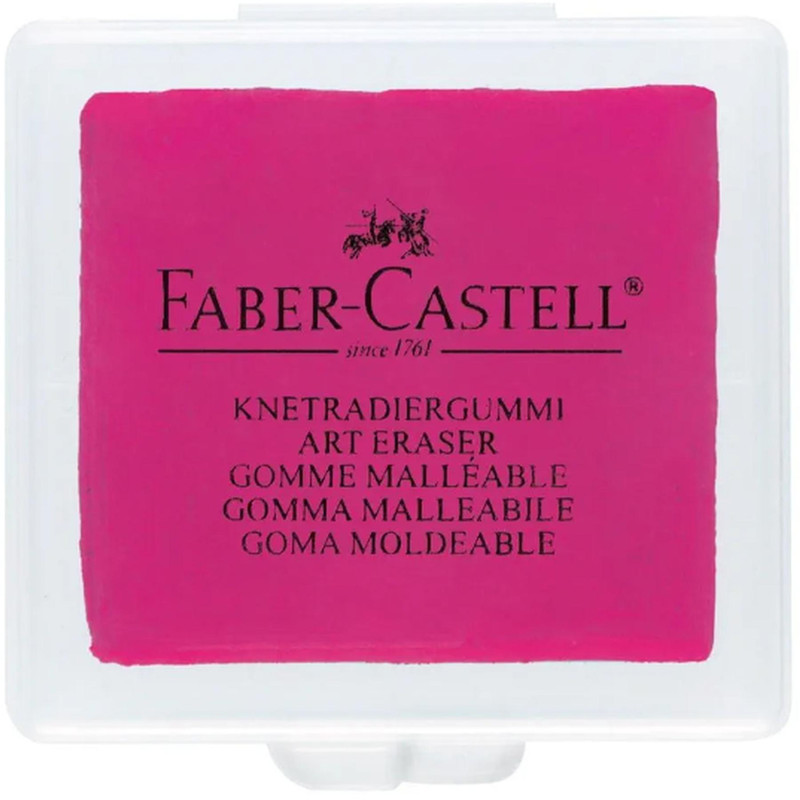 FABER-CASTELL®
since 1761
KNETRADIERGUMMI
ART ERASER
GOMME MALLÉABLE
GOMMA MALLEABILE
GOMA MOLDEABLE